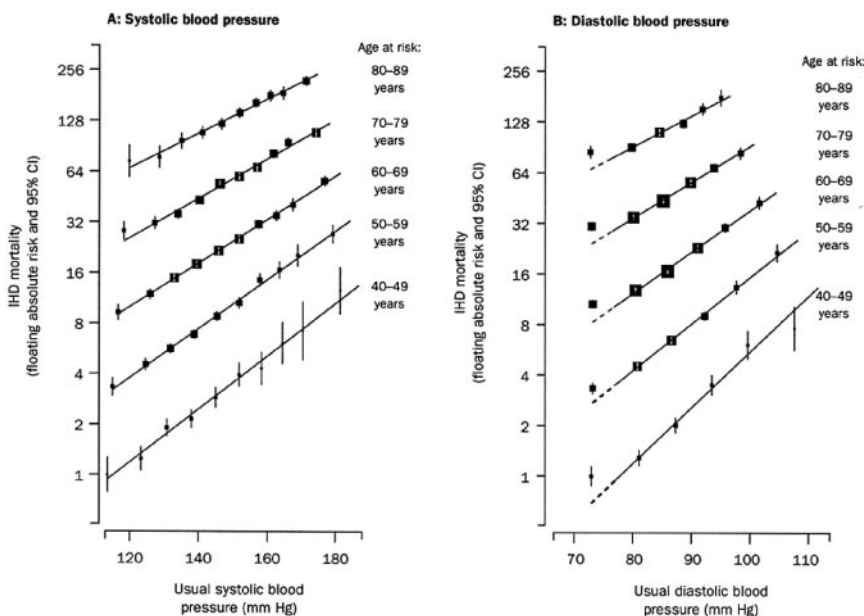 A: Systolic blood pressure
Age at risk:
80–89
years
70–79
years
60–69
years
50–59
years
40–49
years
256
128
64
32
16
8
4
2
1
IHD mortality
(floating absolute risk and 95% CI)
120
140
160
180
Usual systolic blood
pressure (mm Hg)
B: Diastolic blood pressure
Age at risk:
80–89
years
70–79
years
60–69
years
50–59
years
40–49
years
256
128
64
32
16
8
4
2
1
IHD mortality
(floating absolute risk and 95% CI)
70
80
90
100
110
Usual diastolic blood
pressure (mm Hg)